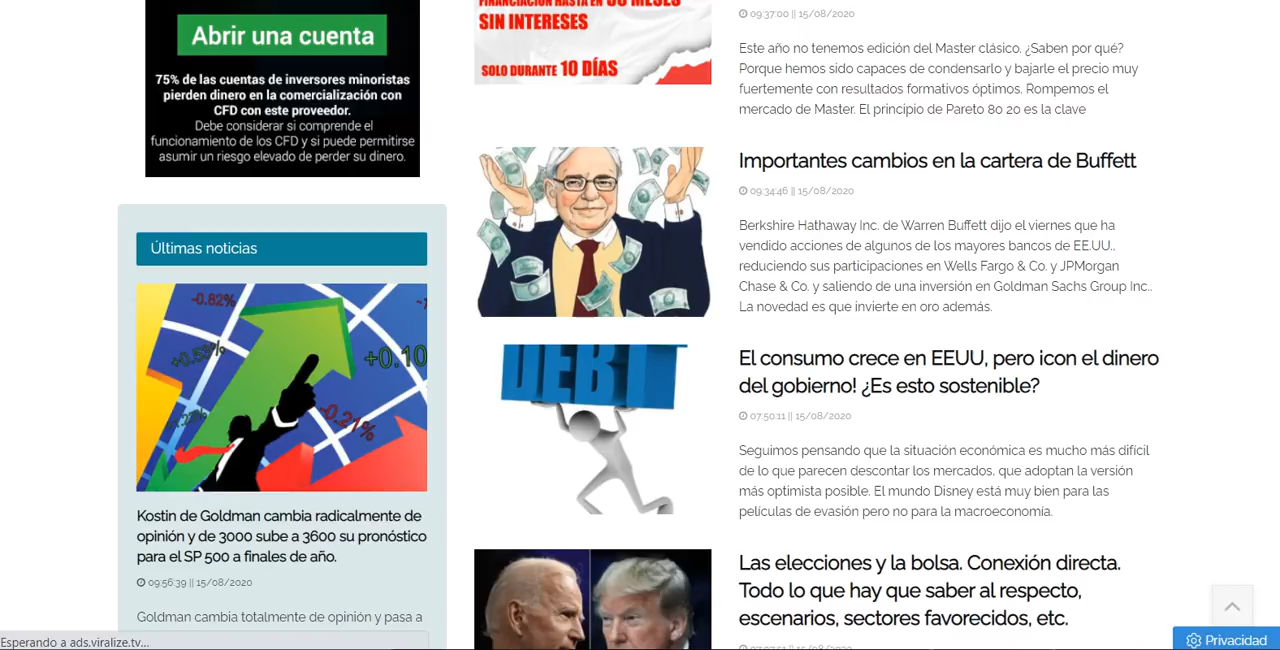 Abrir una cuenta
75% de las cuentas de inversores minoristas
pierden dinero en la comercialización con
CFD con este proveedor.
Debe considerar si comprende el
funcionamiento de los CFD y si puede permitirse
asumir un riesgo elevado de perder su dinero.
Últimas noticias
-0.82%
+0.53%
+0.10
-0.21%
Kostin de Goldman cambia radicalmente de
opinión y de 3000 sube a 3600 su pronóstico
para el SP 500 a finales de año.
09:56:39 || 15/08/2020
Goldman cambia totalmente de opinión y pasa a
Esperando a ads.viralize.tv...
SIN INTERESES
SOLO DURANTE 10 DÍAS
09:37:00 || 15/08/2020
Este año no tenemos edición del Master clásico. ¿Saben por qué?
Porque hemos sido capaces de condensarlo y bajarle el precio muy
fuertemente con resultados formativos óptimos. Rompemos el
mercado de Master. El principio de Pareto 80 20 es la clave
Importantes cambios en la cartera de Buffett
09:34:46 || 15/08/2020
Berkshire Hathaway Inc. de Warren Buffett dijo el viernes que ha
vendido acciones de algunos de los mayores bancos de EE.UU.,
reduciendo sus participaciones en Wells Fargo & Co. y JPMorgan
Chase & Co. y saliendo de una inversión en Goldman Sachs Group Inc..
La novedad es que invierte en oro además.
DEBT
El consumo crece en EEUU, pero icon el dinero
del gobierno! ¿Es esto sostenible?
07:50:11 || 15/08/2020
Seguimos pensando que la situación económica es mucho más difícil
de lo que parecen descontar los mercados, que adoptan la versión
más optimista posible. El mundo Disney está muy bien para las
películas de evasión pero no para la macroeconomía.
Las elecciones y la bolsa. Conexión directa.
Todo lo que hay que saber al respecto,
escenarios, sectores favorecidos, etc.
Privacidad